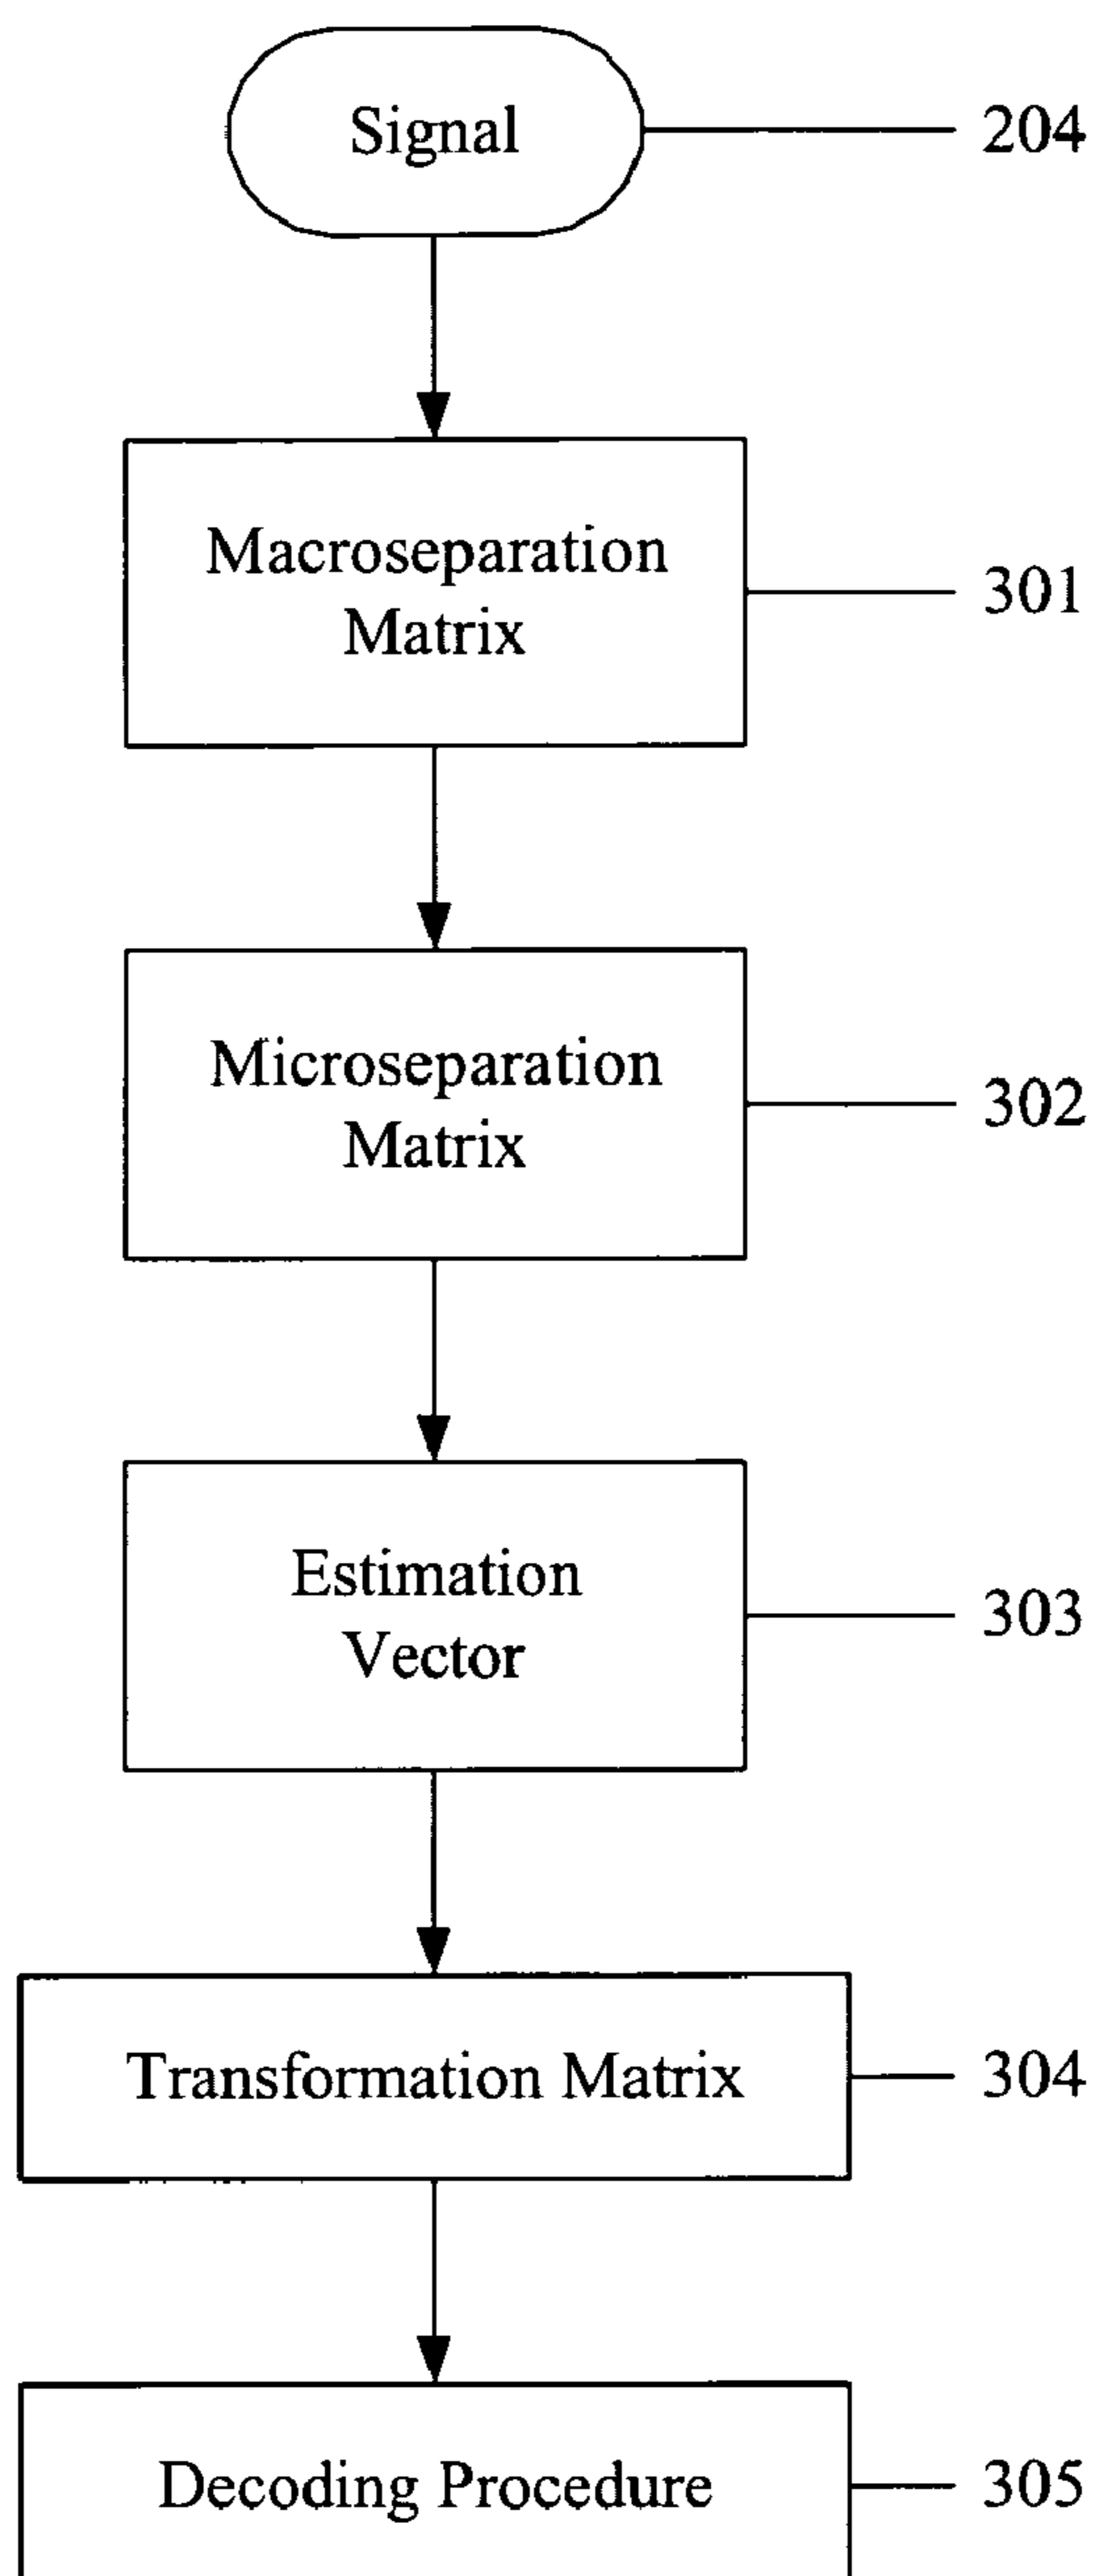 Signal
204
Macroseparation
Matrix
301
Microseparation
Matrix
302
Estimation
Vector
303
Transformation Matrix
304
Decoding Procedure
305